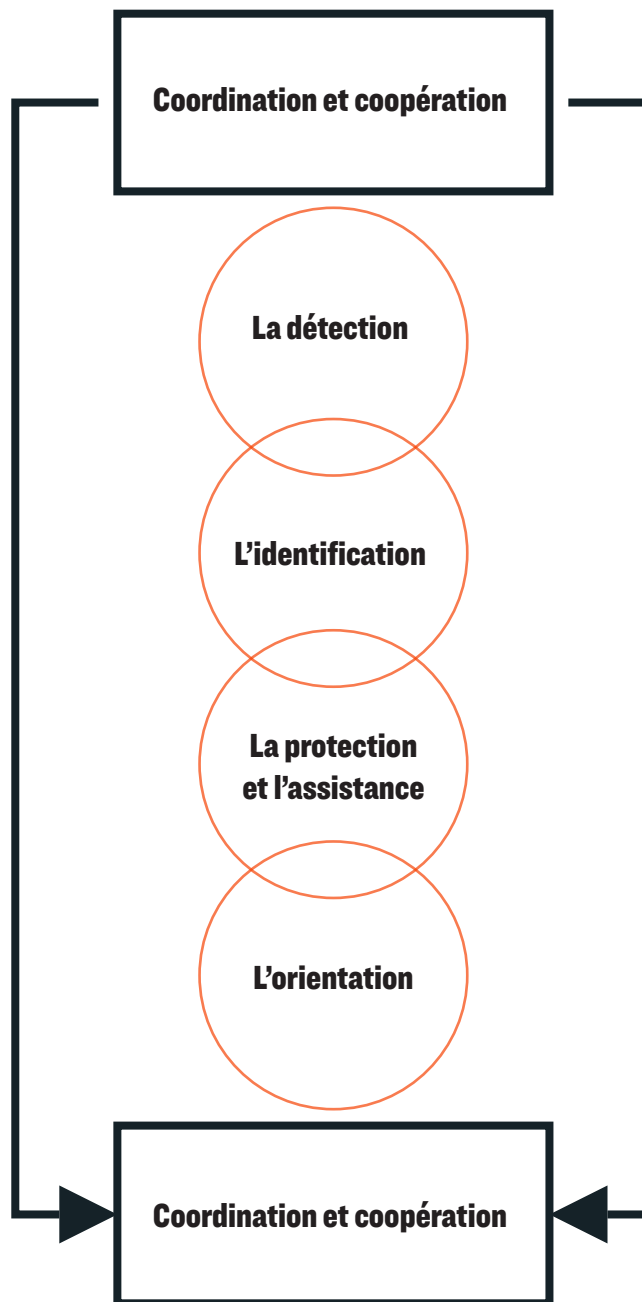 Coordination et coopération
La détection
L’identification
La protection
et l’assistance
L’orientation
Coordination et coopération